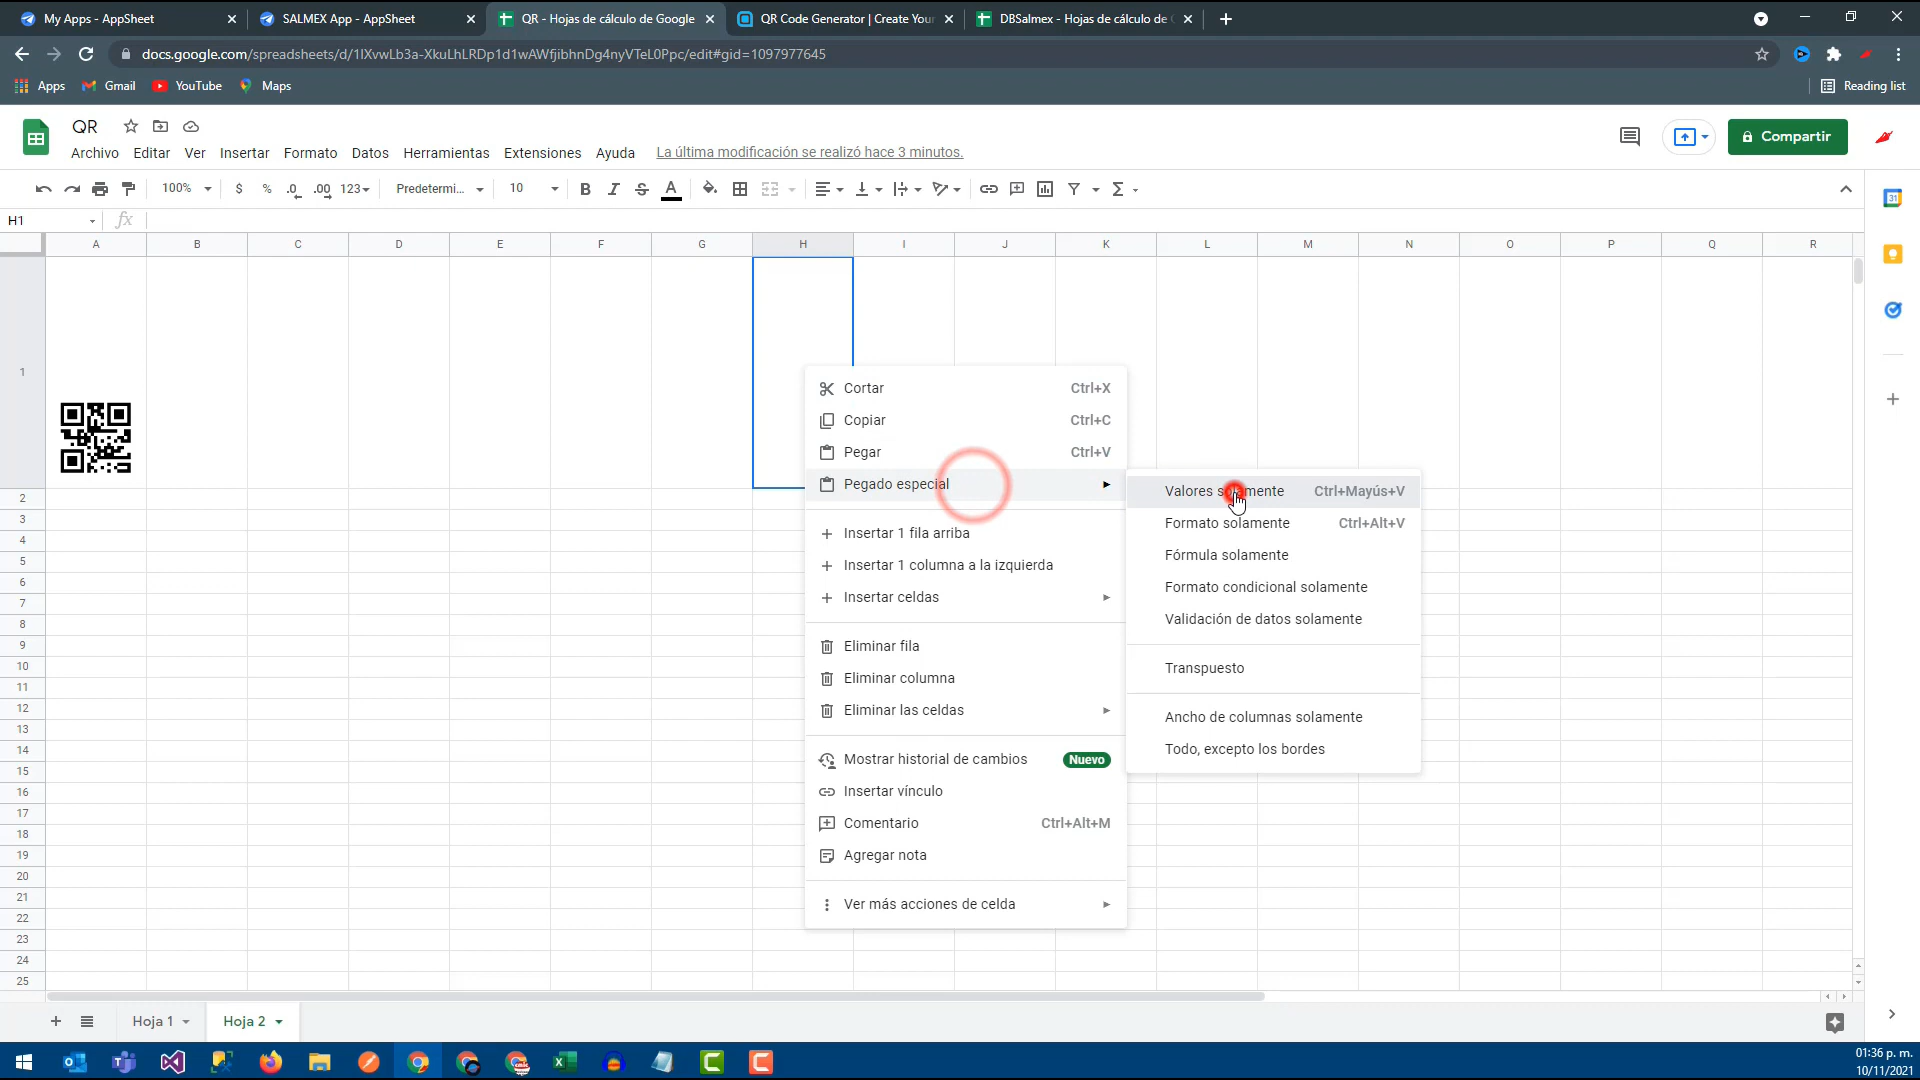 My Apps - AppSheet
SALMEX App - AppSheet
QR - Hojas de cálculo de Google
QR Code Generator | Create Your
DBSalmex - Hojas de cálculo de
docs.google.com/spreadsheets/d/1IXvwLb3a-XkuLhLRDp1d1wAWfjibhnDg4nyVTeL0Ppc/edit#gid=1097977645
Apps
Gmail
YouTube
Maps
Reading list
QR
Archivo
Editar
Ver
Insertar
Formato
Datos
Herramientas
Extensiones
Ayuda
La última modificación se realizó hace 3 minutos.
Compartir
100%
$
%
.0
.00
123
Predetermi...
10
B
I
S
A
31
H1
fx
A B C D E F G H I J K L M N O P Q R
1
2
3
4
5
6
7
8
9
10
11
12
13
14
15
16
17
18
19
20
21
22
23
24
25
Cortar Ctrl+X
Copiar Ctrl+C
Pegar Ctrl+V
Pegado especial
Insertar 1 fila arriba
Insertar 1 columna a la izquierda
Insertar celdas
Eliminar fila
Eliminar columna
Eliminar las celdas
Mostrar historial de cambios Nuevo
Insertar vínculo
Comentario Ctrl+Alt+M
Agregar nota
Ver más acciones de celda
Valores solamente Ctrl+Mayús+V
Formato solamente Ctrl+Alt+V
Fórmula solamente
Formato condicional solamente
Validación de datos solamente
Transpuesto
Ancho de columnas solamente
Todo, excepto los bordes
Hoja 1
Hoja 2
01:36 p. m.
10/11/2021